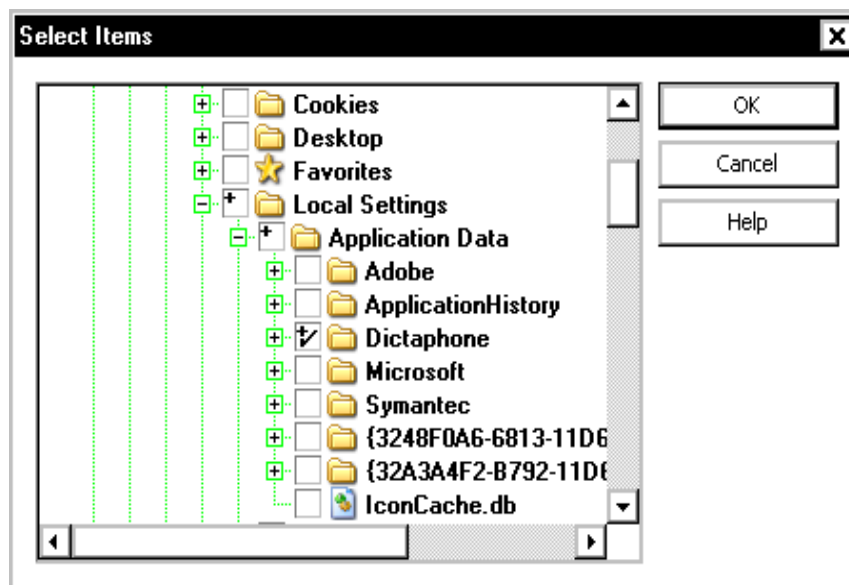 Select Items
Cookies
Desktop
Favorites
Local Settings
Application Data
Adobe
ApplicationHistory
Dictaphone
Microsoft
Symantec
{3248F0A6-6813-11D6
{32A3A4F2-B792-11D6
IconCache.db
OK
Cancel
Help